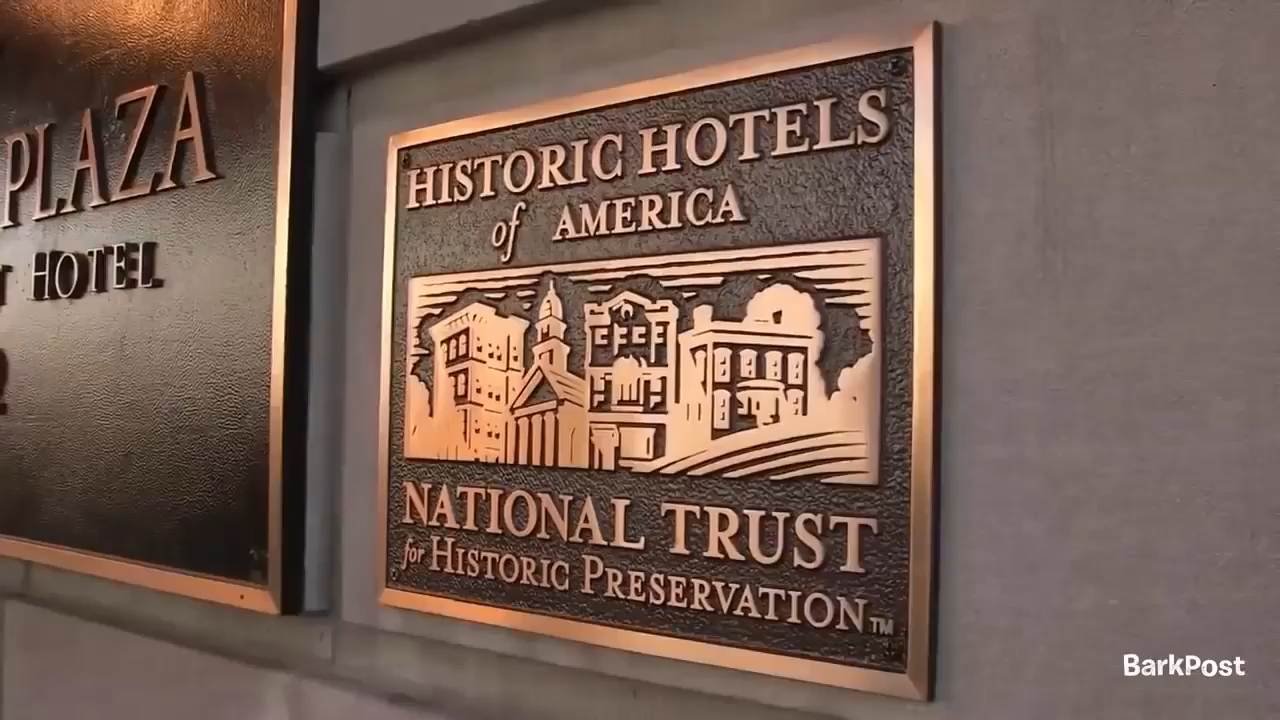 PLAZA
HOTEL
HISTORIC HOTELS
of AMERICA
NATIONAL TRUST
for HISTORIC PRESERVATION™
BarkPost